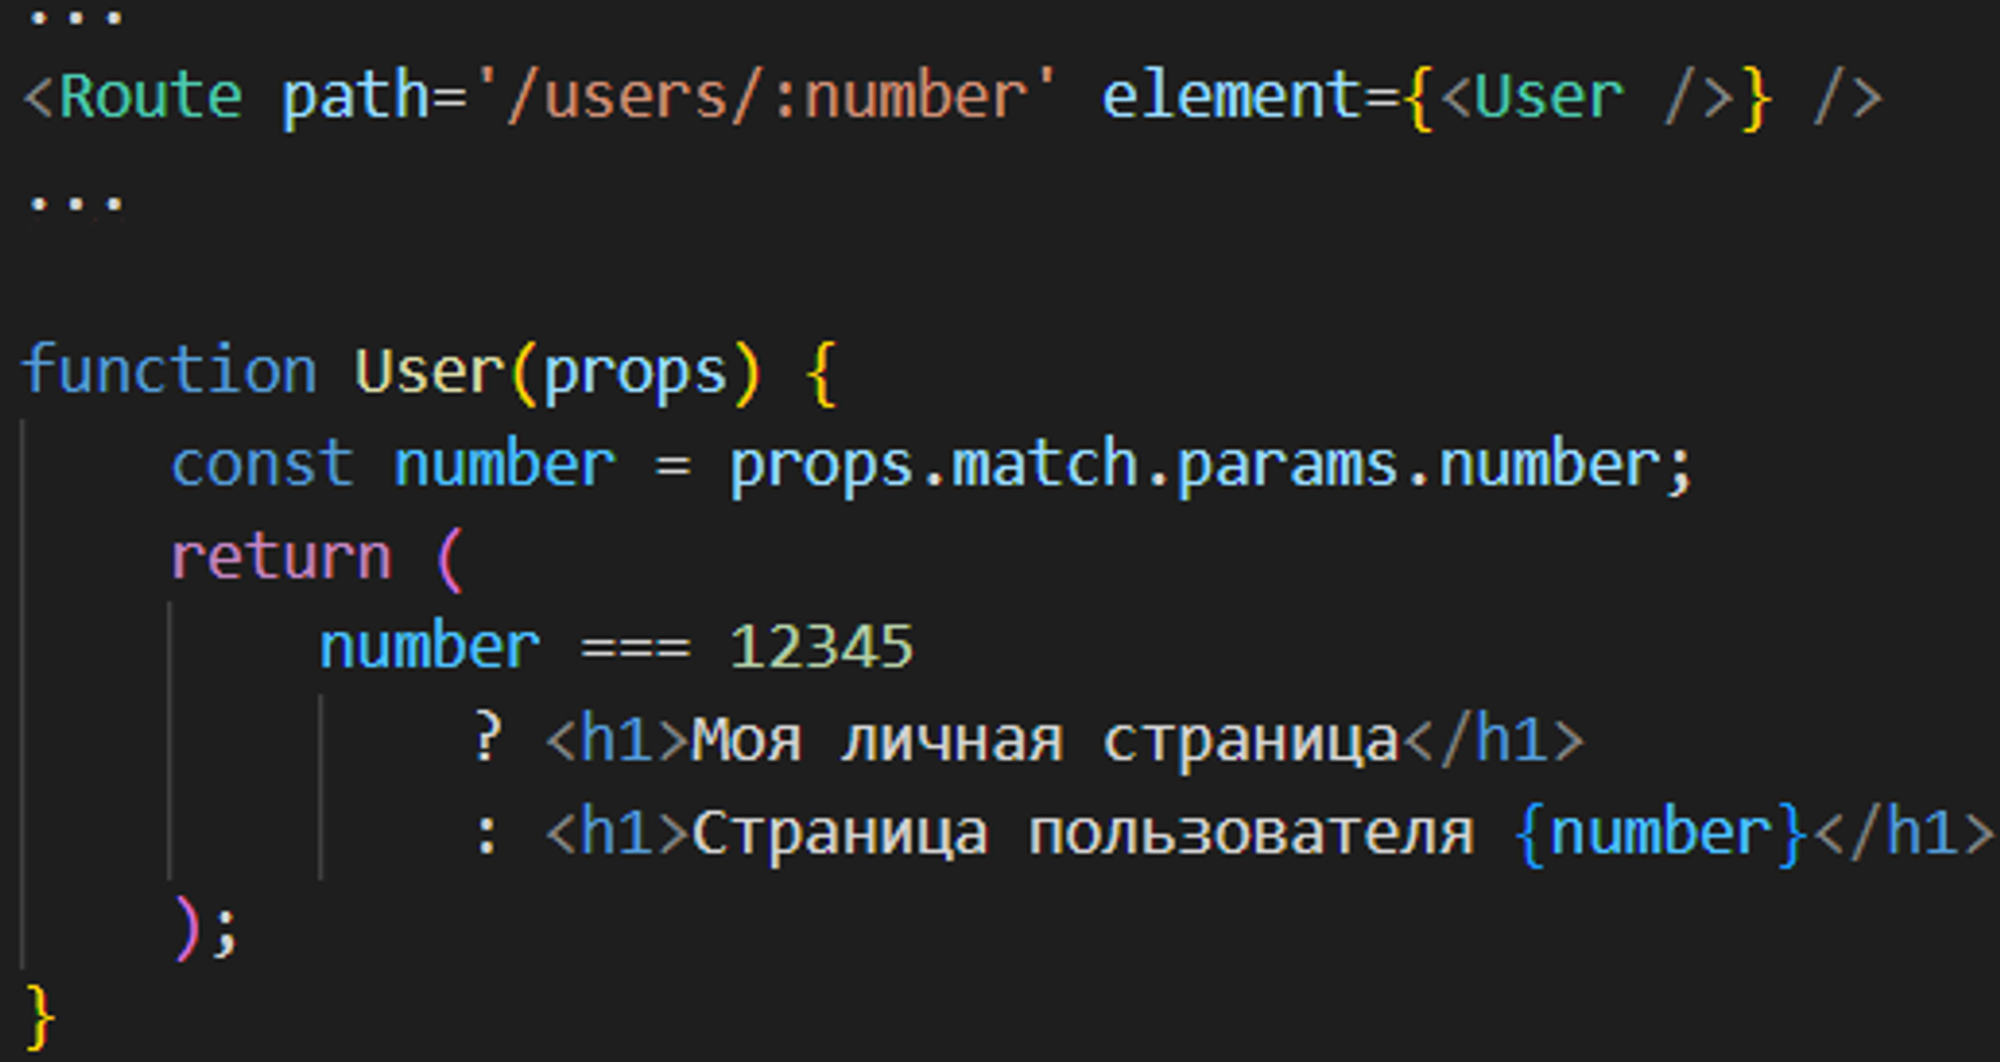 ...
<Route path='/users/:number' element={<User />} />
...
function User(props) {
const number = props.match.params.number;
return (
number === 12345
? <h1>Моя личная страница</h1>
: <h1>Страница пользователя {number}</h1>
);
}